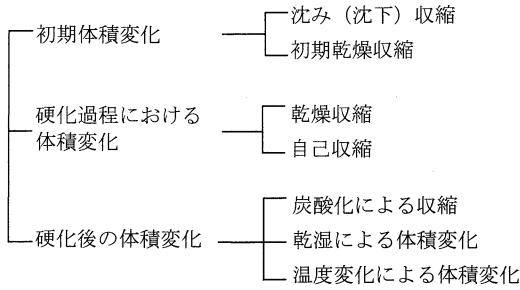 初期体積変化
沈み（沈下）収縮
初期乾燥収縮
硬化過程における
体積変化
乾燥収縮
自己収縮
硬化後の体積変化
炭酸化による収縮
乾湿による体積変化
温度変化による体積変化